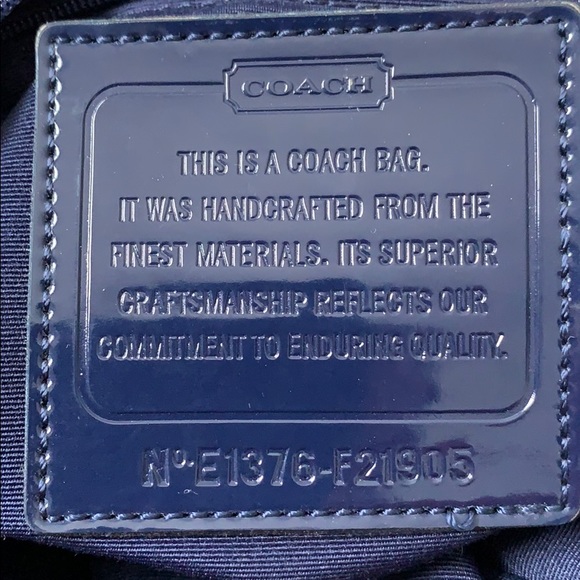 COACH
THIS IS A COACH BAG.
IT WAS HANDCRAFTED FROM THE
FINEST MATERIALS. ITS SUPERIOR
CRAFTSMANSHIP REFLECTS OUR
COMMITMENT TO ENDURING QUALITY.
Nº·E1376-F21905